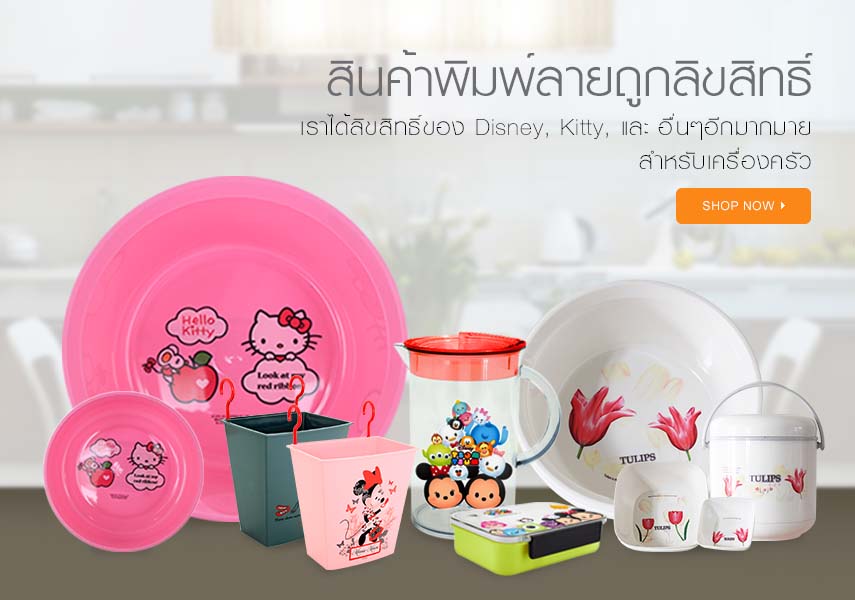 สินค้าพิมพ์ลายถูกลิขสิทธิ์
เราได้ลิขสิทธิ์ของ Disney, Kitty, และ อื่นๆอีกมากมาย
สำหรับเครื่องครัว
SHOP NOW
Hello
Kitty
Look at my
red ribbon
TULIPS
TULIPS
TULIPS